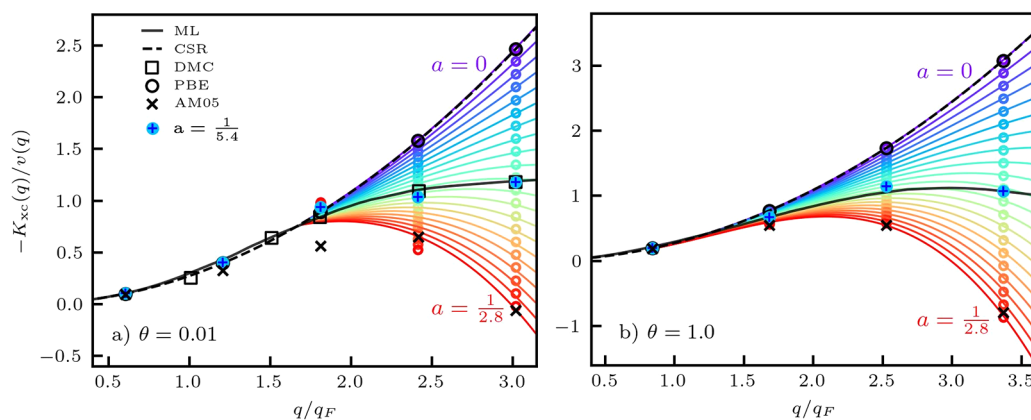 2.5
2.0
1.5
1.0
0.5
0.0
−0.5
−K_xc(q)/v(q)
ML
CSR
DMC
PBE
AM05
a = 1/5.4
a = 0
a = 1/2.8
a) θ = 0.01
0.5 1.0 1.5 2.0 2.5 3.0
q/q_F
3
2
1
0
−1
a = 0
a = 1/2.8
b) θ = 1.0
0.5 1.0 1.5 2.0 2.5 3.0 3.5
q/q_F